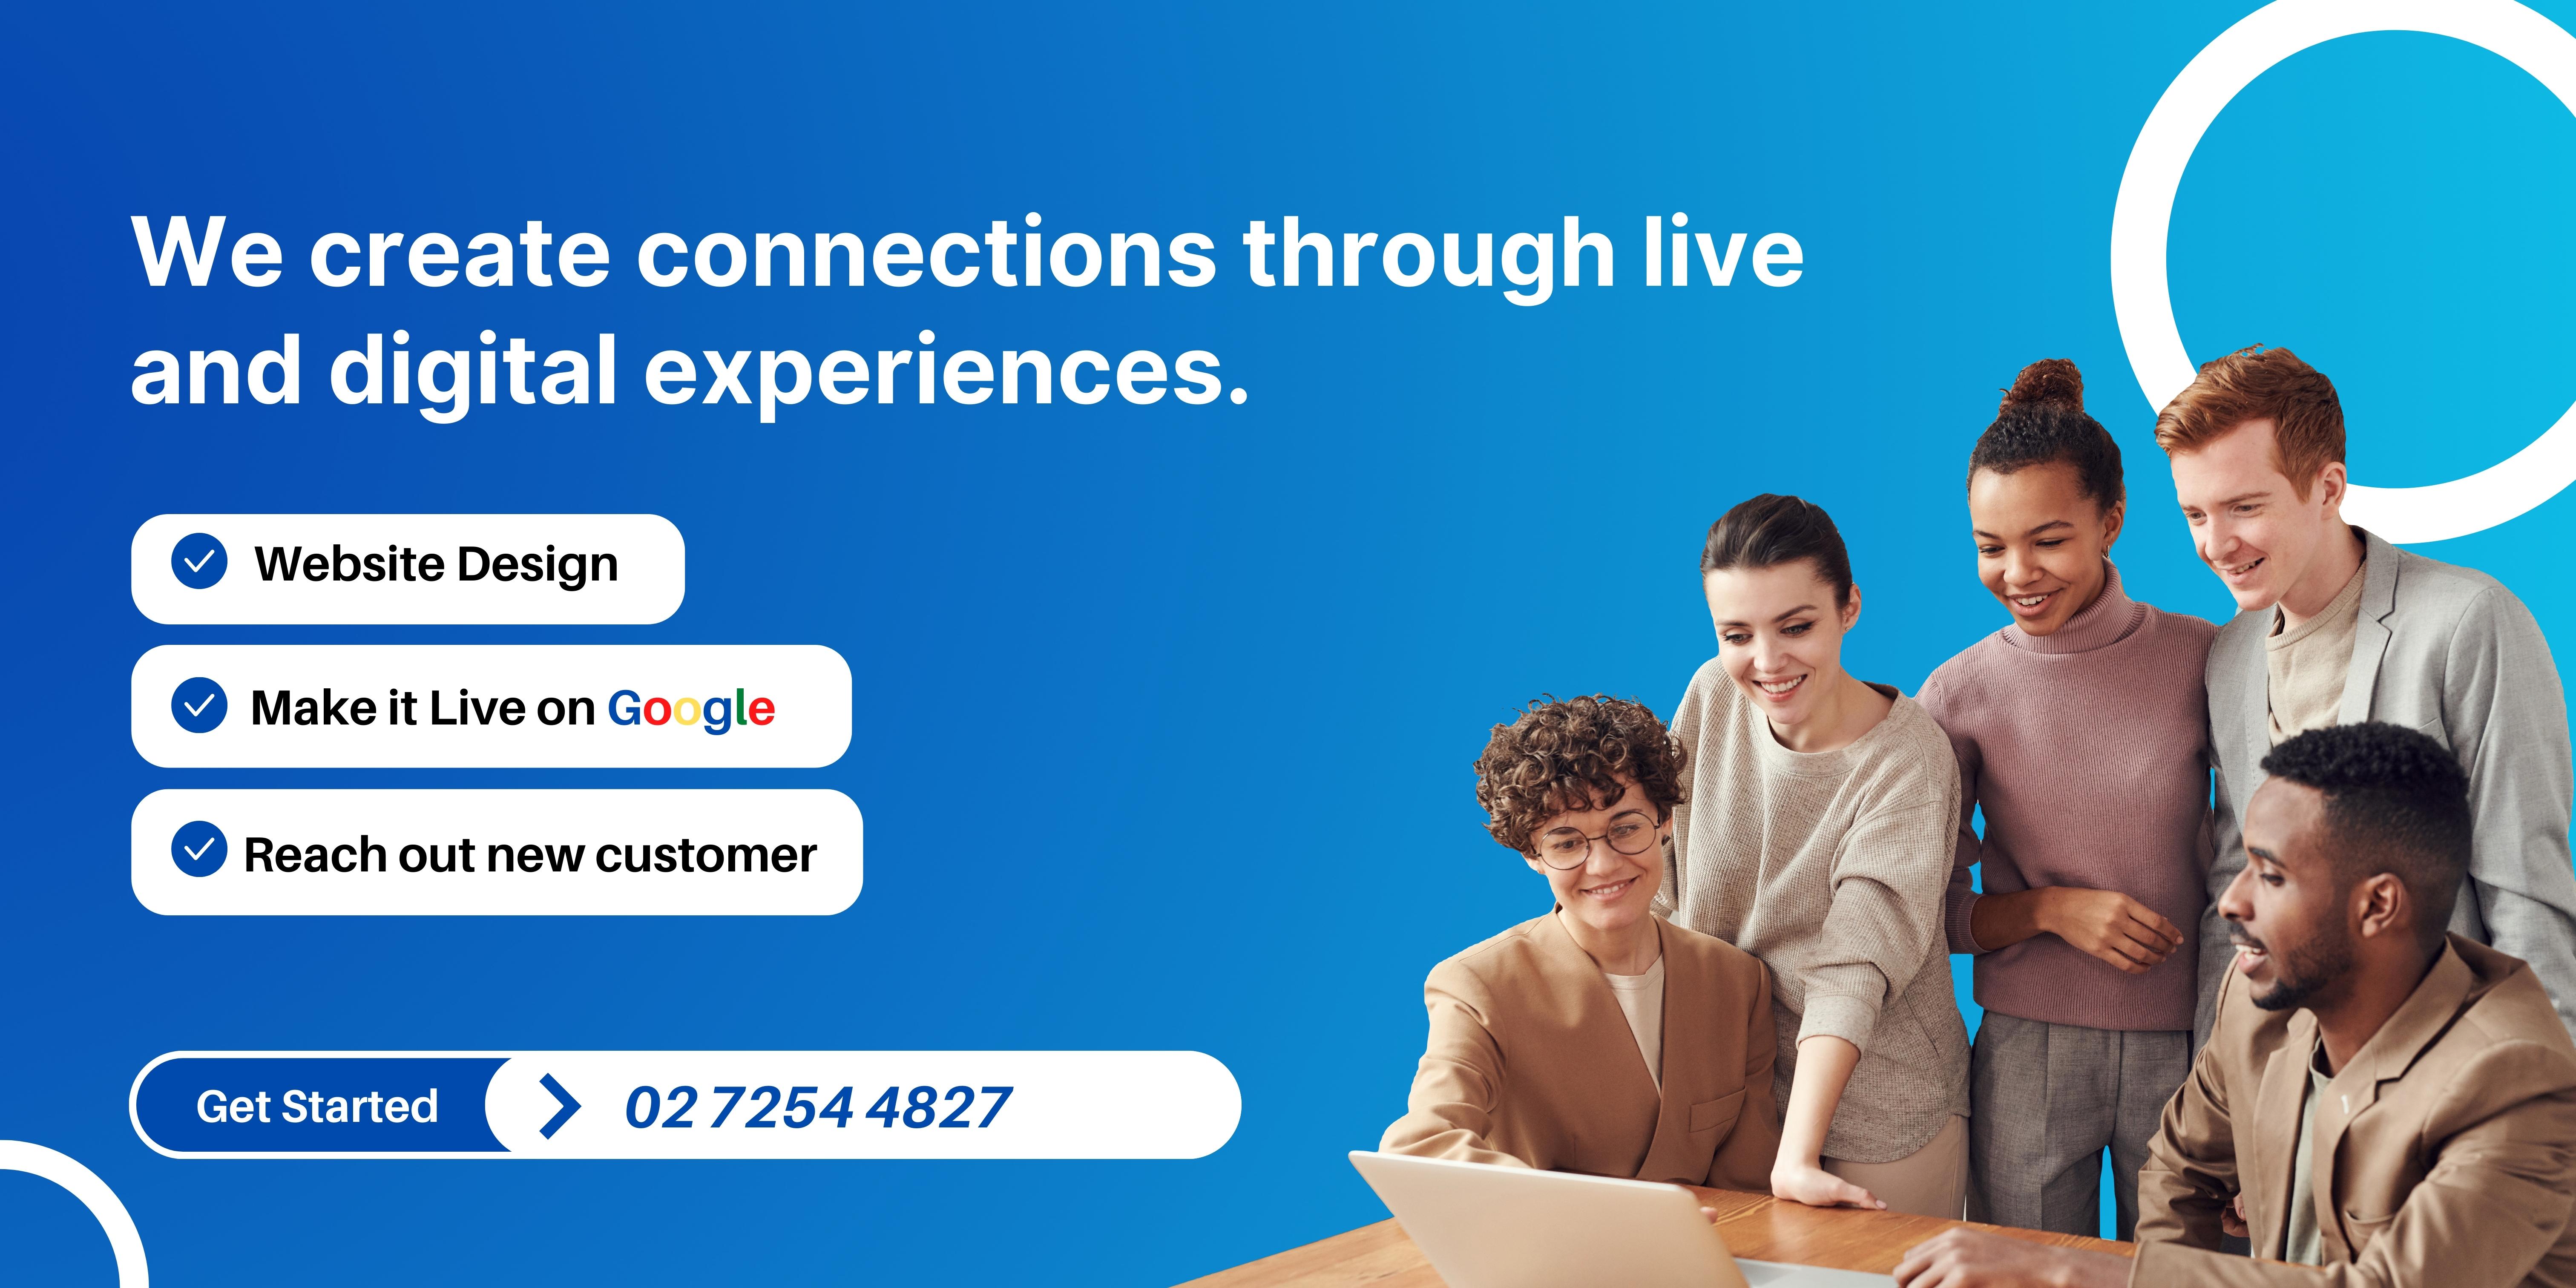 We create connections through live
and digital experiences.
Website Design
Make it Live on Google
Reach out new customer
Get Started
02 7254 4827